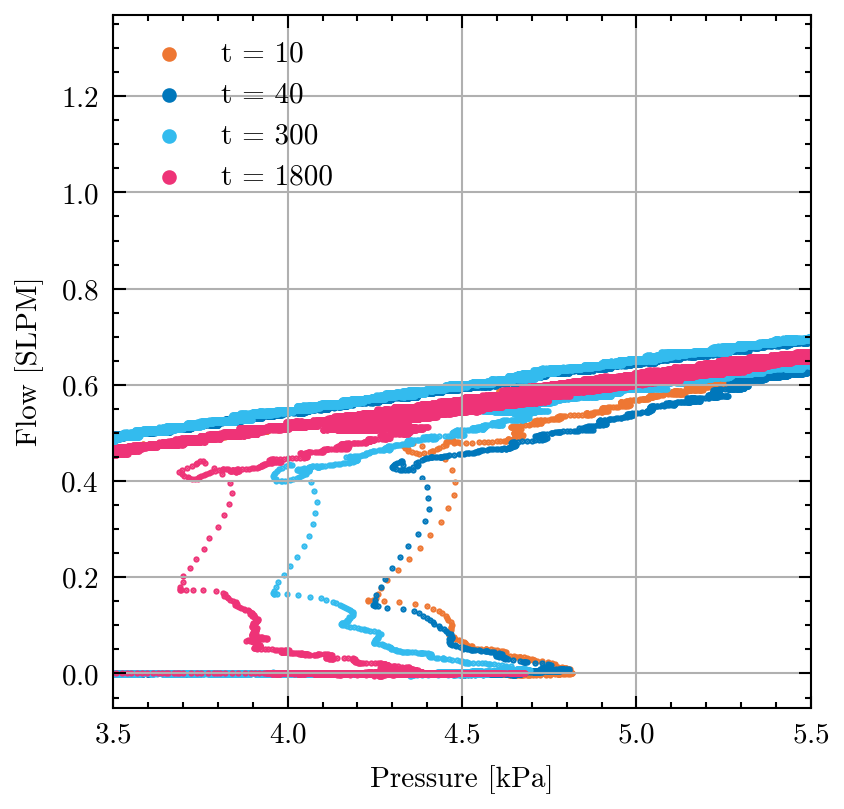 t = 10
t = 40
t = 300
t = 1800
1.2
1.0
0.8
0.6
0.4
0.2
0.0
Flow [SLPM]
3.5 4.0 4.5 5.0 5.5
Pressure [kPa]